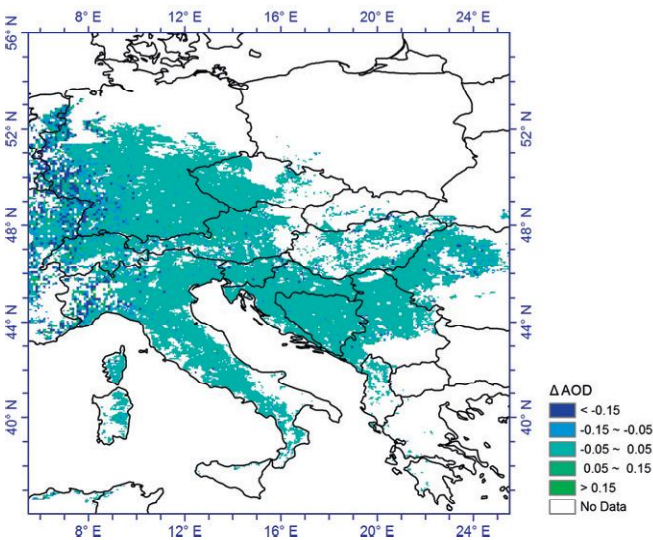 8° E 12° E 16° E 20° E 24° E
56° N
52° N
48° N
44° N
40° N
56° N
52° N
48° N
44° N
40° N
8° E 12° E 16° E 20° E 24° E
Δ AOD
< -0.15
-0.15 ~ -0.05
-0.05 ~ 0.05
0.05 ~ 0.15
> 0.15
No Data